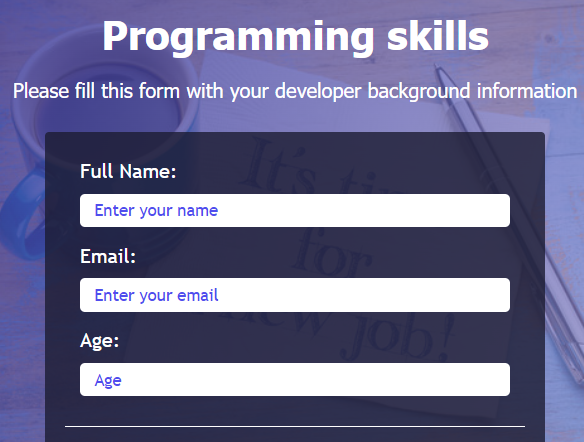 Programming skills
Please fill this form with your developer background information
Full Name:
Enter your name
Email:
Enter your email
Age:
Age
It's time
for
new job!